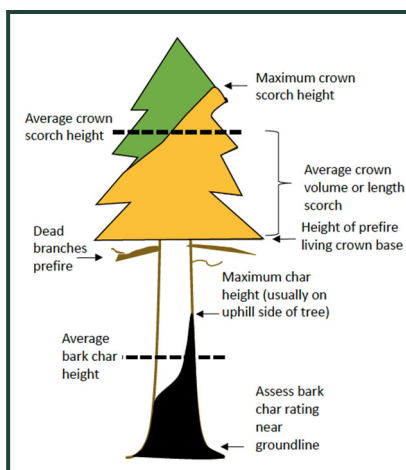 Maximum crown
scorch height
Average crown
scorch height
Average crown
volume or length
scorch
Height of prefire
living crown base
Dead
branches
prefire
Maximum char
height (usually on
uphill side of tree)
Average
bark char
height
Assess bark
char rating
near
groundline